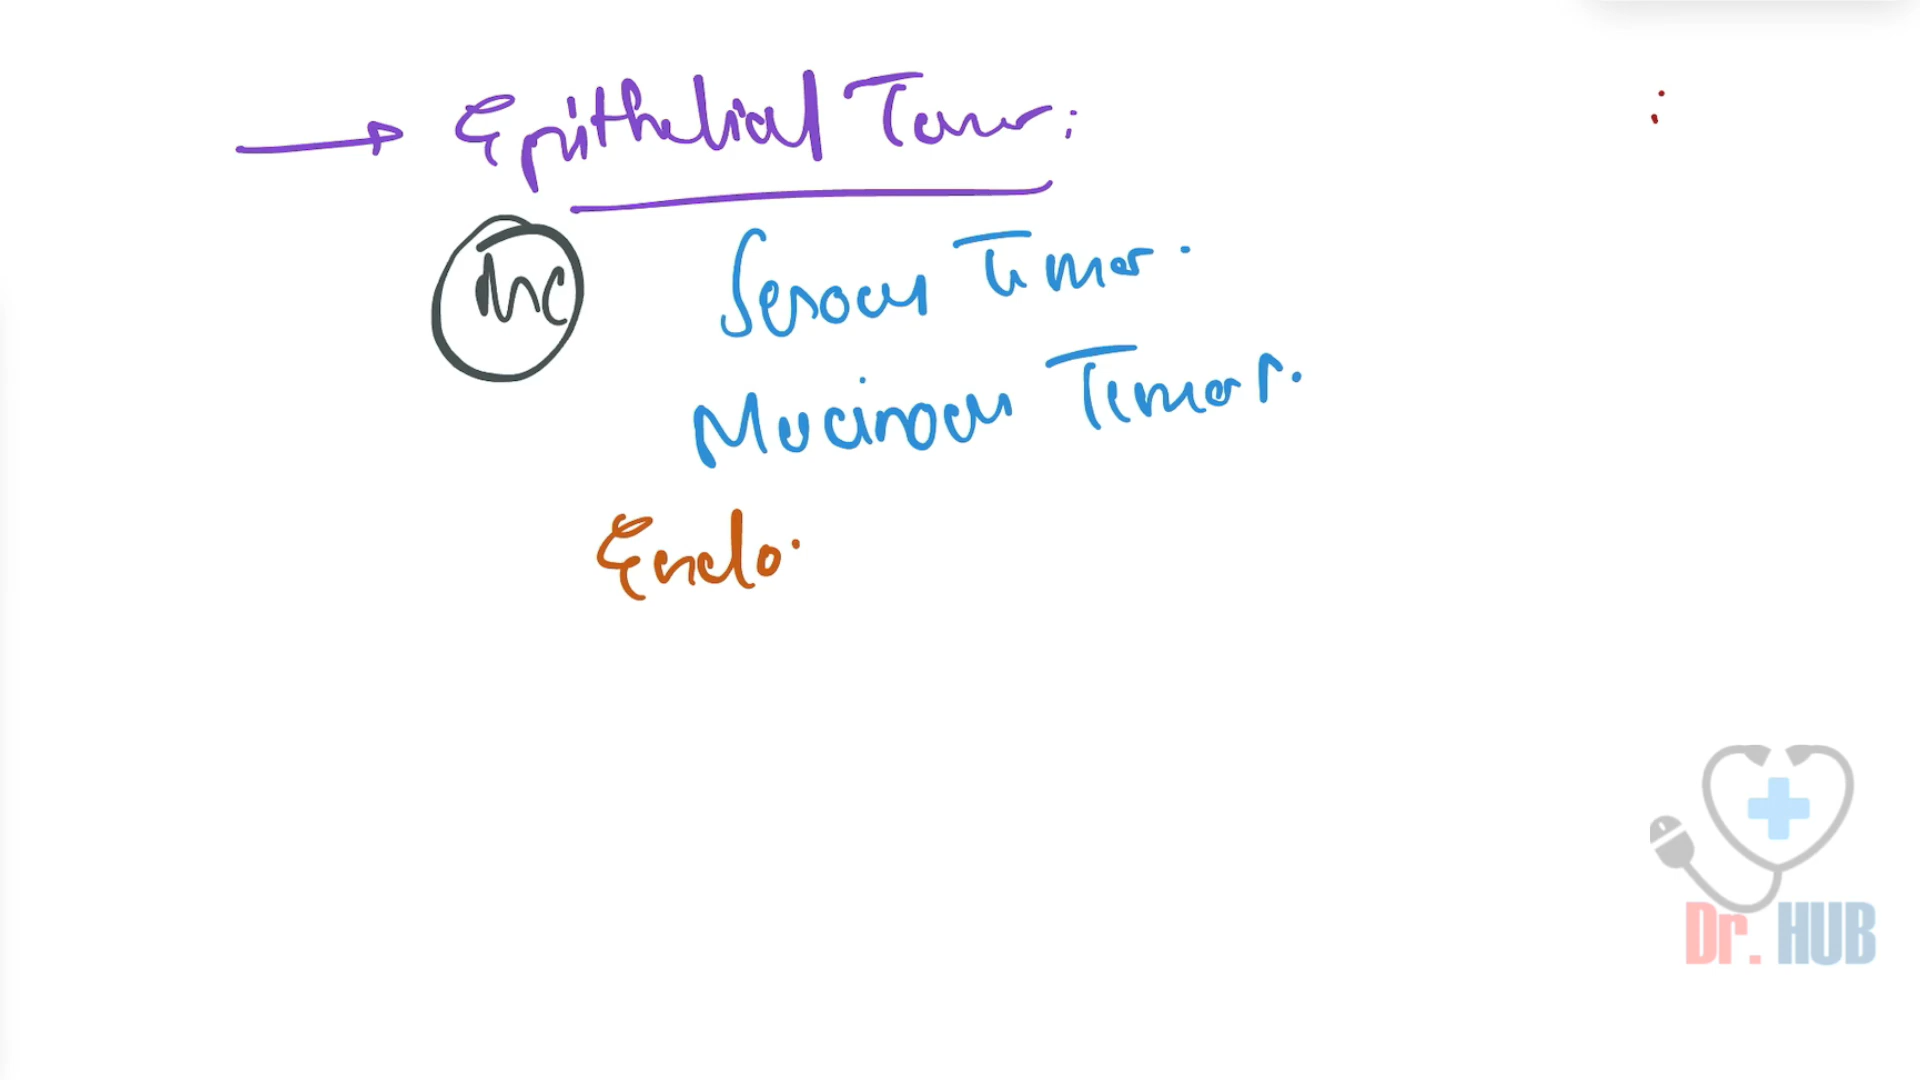 Epithelial Tumor:
mc
Serous Tumor.
Mucinous Tumor.
Endo.
Dr. HUB